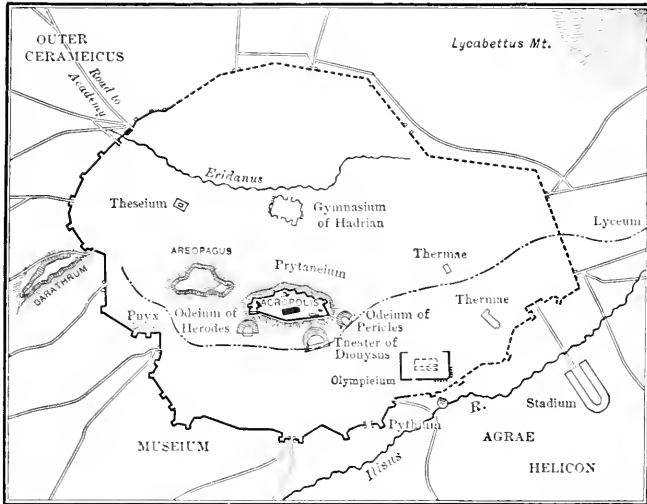 OUTER
CERAMEICUS
Road to
Academy
Lycabettus Mt.
Eridanus
Theseium
Gymnasium
of Hadrian
Lyceum
AREOPAGUS
Prytaneium
Thermae
DARATHRUM
ACROPOLIS
Thermae
Pnyx
Odeium of
Herodes
Odeium of
Pericles
Theater of
Dionysus
Olympieium
Stadium
R.
Pythium
MUSEIUM
AGRAE
Ilisus
HELICON